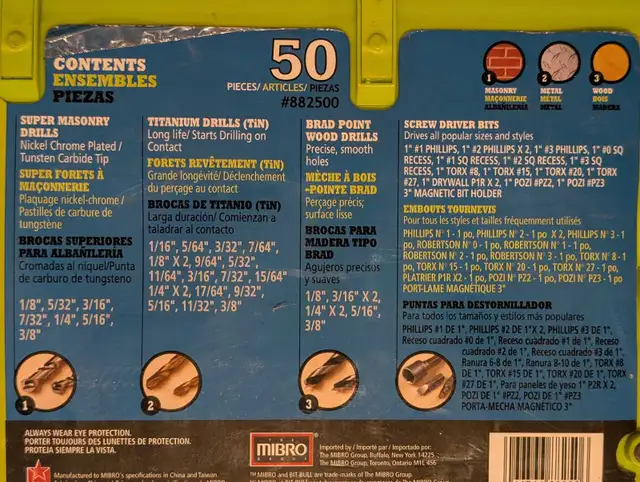 CONTENTS
ENSEMBLES
PIEZAS
50
PIECES/ ARTICLES/ PIEZAS
#882500
1
MASONRY
MAÇONNERIE
ALBAÑILERIA
2
METAL
MÉTAL
METAL
3
WOOD
BOIS
MADERA
SUPER MASONRY
DRILLS
Nickel Chrome Plated /
Tunsten Carbide Tip
SUPER FORETS À
MAÇONNERIE
Plaquage nickel-chrome /
Pastilles de carbure de
tungstène
BROCAS SUPERIORES
PARA ALBAÑILERÍA
Cromadas al níquel/Punta
de carburo de tungsteno
1/8", 5/32", 3/16",
7/32", 1/4", 5/16",
3/8"
1
TITANIUM DRILLS (TiN)
Long life/ Starts Drilling on
Contact
FORETS REVÊTEMENT (TiN)
Grande longévité/ Déclenchement
du perçage au contact
BROCAS DE TITANIO (TiN)
Larga duración/ Comienzan a
taladrar al contacto
1/16", 5/64", 3/32", 7/64",
1/8" X 2, 9/64", 5/32",
11/64", 3/16", 7/32", 15/64"
1/4" X 2, 17/64", 9/32",
5/16", 11/32", 3/8"
2
BRAD POINT
WOOD DRILLS
Precise, smooth
holes
MÈCHE À BOIS
-POINTE BRAD
Perçage précis;
surface lisse
BROCAS PARA
MADERA TIPO
BRAD
Agujeros precisos
y suaves
1/8", 3/16" X 2,
1/4" X 2, 5/16",
3/8"
3
SCREW DRIVER BITS
Drives all popular sizes and styles
1" #1 PHILLIPS, 1" #2 PHILLIPS X 2, 1" #3 PHILLIPS, 1" #0 SQ
RECESS, 1" #1 SQ RECESS, 1" #2 SQ RECESS, 1" #3 SQ
RECESS, 1" TORX #8, 1" TORX #15, 1" TORX #20, 1" TORX
#27, 1" DRYWALL P1R X 2, 1" POZI #PZ2, 1" POZI #PZ3
3" MAGNETIC BIT HOLDER
EMBOUTS TOURNEVIS
Pour tous les styles et tailles fréquemment utilisés
PHILLIPS N° 1 - 1 po, PHILLIPS N° 2 - 1 po X 2, PHILLIPS N° 3 - 1
po, ROBERTSON N° 0 - 1 po, ROBERTSON N° 1 - 1 po,
ROBERTSON N° 2 - 1 po, ROBERTSON N° 3 - 1 po, TORX N° 8 - 1
po, TORX N° 15 - 1 po, TORX N° 20 - 1 po, TORX N° 27 - 1 po,
PLATRIER P2R X2 - 1 po, POZI N° PZ2 - 1 po, POZI N° PZ3 - 1 po
PORT-LAME MAGNÉTIQUE 3"
PUNTAS PARA DESTORNILLADOR
Para todos los tamaños y estilos más populares
PHILLIPS #1 DE 1", PHILLIPS #2 DE 1"X 2, PHILLIPS #3 DE 1",
Receso cuadrado #0 de 1", Receso cuadrado #1 de 1", Receso
cuadrado #2 de 1", Receso cuadrado #3 de 1",
Ranura 6-8 de 1", Ranura 8-10 de 1", TORX #8
DE 1", TORX #15 DE 1", TORX #20 DE 1", TORX
#27 DE 1", Para paneles de yeso 1" P2R X 2,
POZI DE 1" #PZ2, POZI DE 1" #PZ3
PORTA-MECHA MAGNÉTICO 3"
ALWAYS WEAR EYE PROTECTION.
PORTER TOUJOURS DES LUNETTES DE PROTECTION.
PROTEJA SIEMPRE LA VISTA.
Manufactured to MIBRO's specifications in China and Taiwan.
THE
MIBRO
GROUP
Imported by / Importé par / Importado por:
The MIBRO Group, Buffalo, New York 14225.
The MIBRO Group, Toronto, Ontario M1E 4S6
™ MIBRO and BIT-BULL are trade-marks of The MIBRO Group.